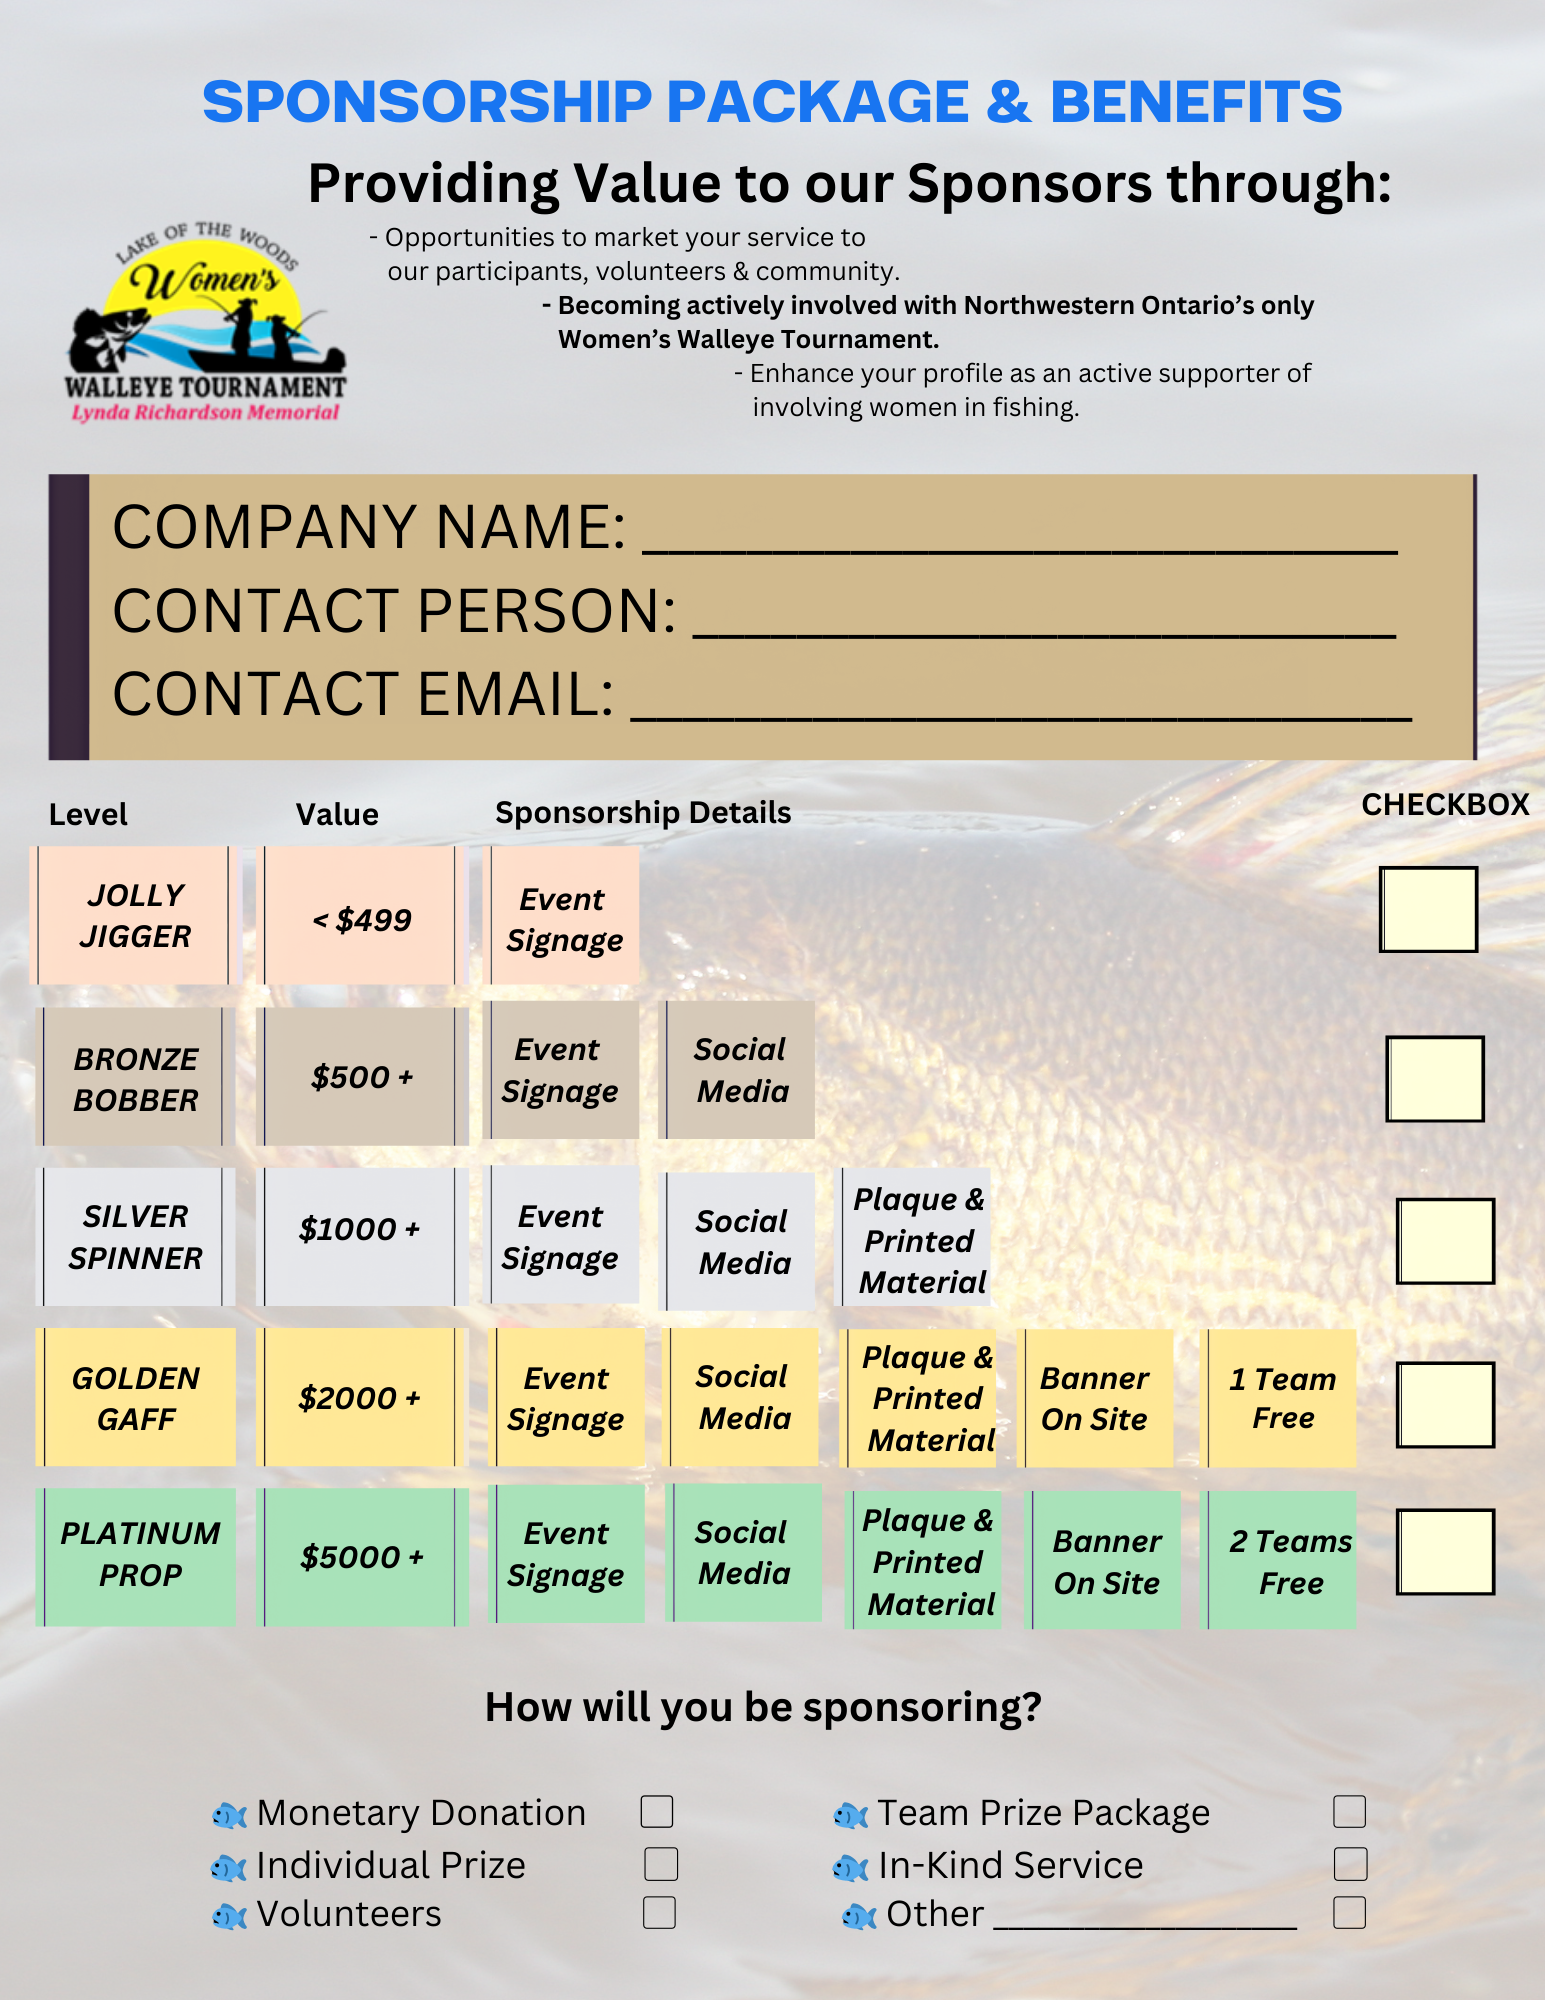 SPONSORSHIP PACKAGE & BENEFITS
Providing Value to our Sponsors through:
LAKE OF THE WOODS
Women's
WALLEYE TOURNAMENT
Lynda Richardson Memorial
- Opportunities to market your service to
our participants, volunteers & community.
- Becoming actively involved with Northwestern Ontario’s only
Women’s Walleye Tournament.
- Enhance your profile as an active supporter of
involving women in fishing.
COMPANY NAME: _____________________________
CONTACT PERSON: ___________________________
CONTACT EMAIL: ______________________________
Level Value Sponsorship Details CHECKBOX
JOLLY
JIGGER
< $499
Event
Signage
BRONZE
BOBBER
$500 +
Event
Signage
Social
Media
SILVER
SPINNER
$1000 +
Event
Signage
Social
Media
Plaque &
Printed
Material
GOLDEN
GAFF
$2000 +
Event
Signage
Social
Media
Plaque &
Printed
Material
Banner
On Site
1 Team
Free
PLATINUM
PROP
$5000 +
Event
Signage
Social
Media
Plaque &
Printed
Material
Banner
On Site
2 Teams
Free
How will you be sponsoring?
Monetary Donation
Individual Prize
Volunteers
Team Prize Package
In-Kind Service
Other ________________